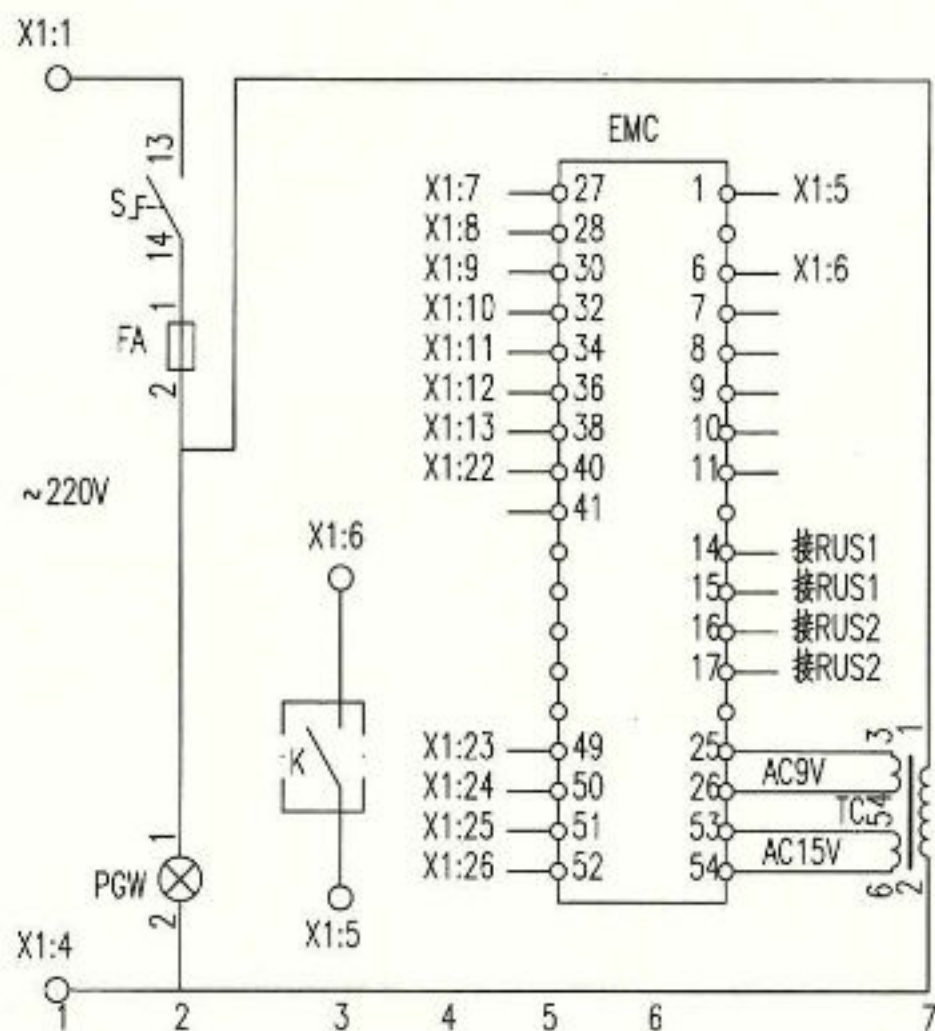 X1:1
EMC
13
S
14
1
FA
2
~220V
X1:7 27 1 X1:5
X1:8 28
X1:9 30 6 X1:6
X1:10 32 7
X1:11 34 8
X1:12 36 9
X1:13 38 10
X1:22 40 11
41
14 接RUS1
15 接RUS1
16 接RUS2
17 接RUS2
X1:6
K
X1:5
X1:23 49 25
X1:24 50 26
X1:25 51 53
X1:26 52 54
AC9V
TC
AC15V
3 1
5 4
6 2
1
PGW
2
X1:4
1 2 3 4 5 6 7